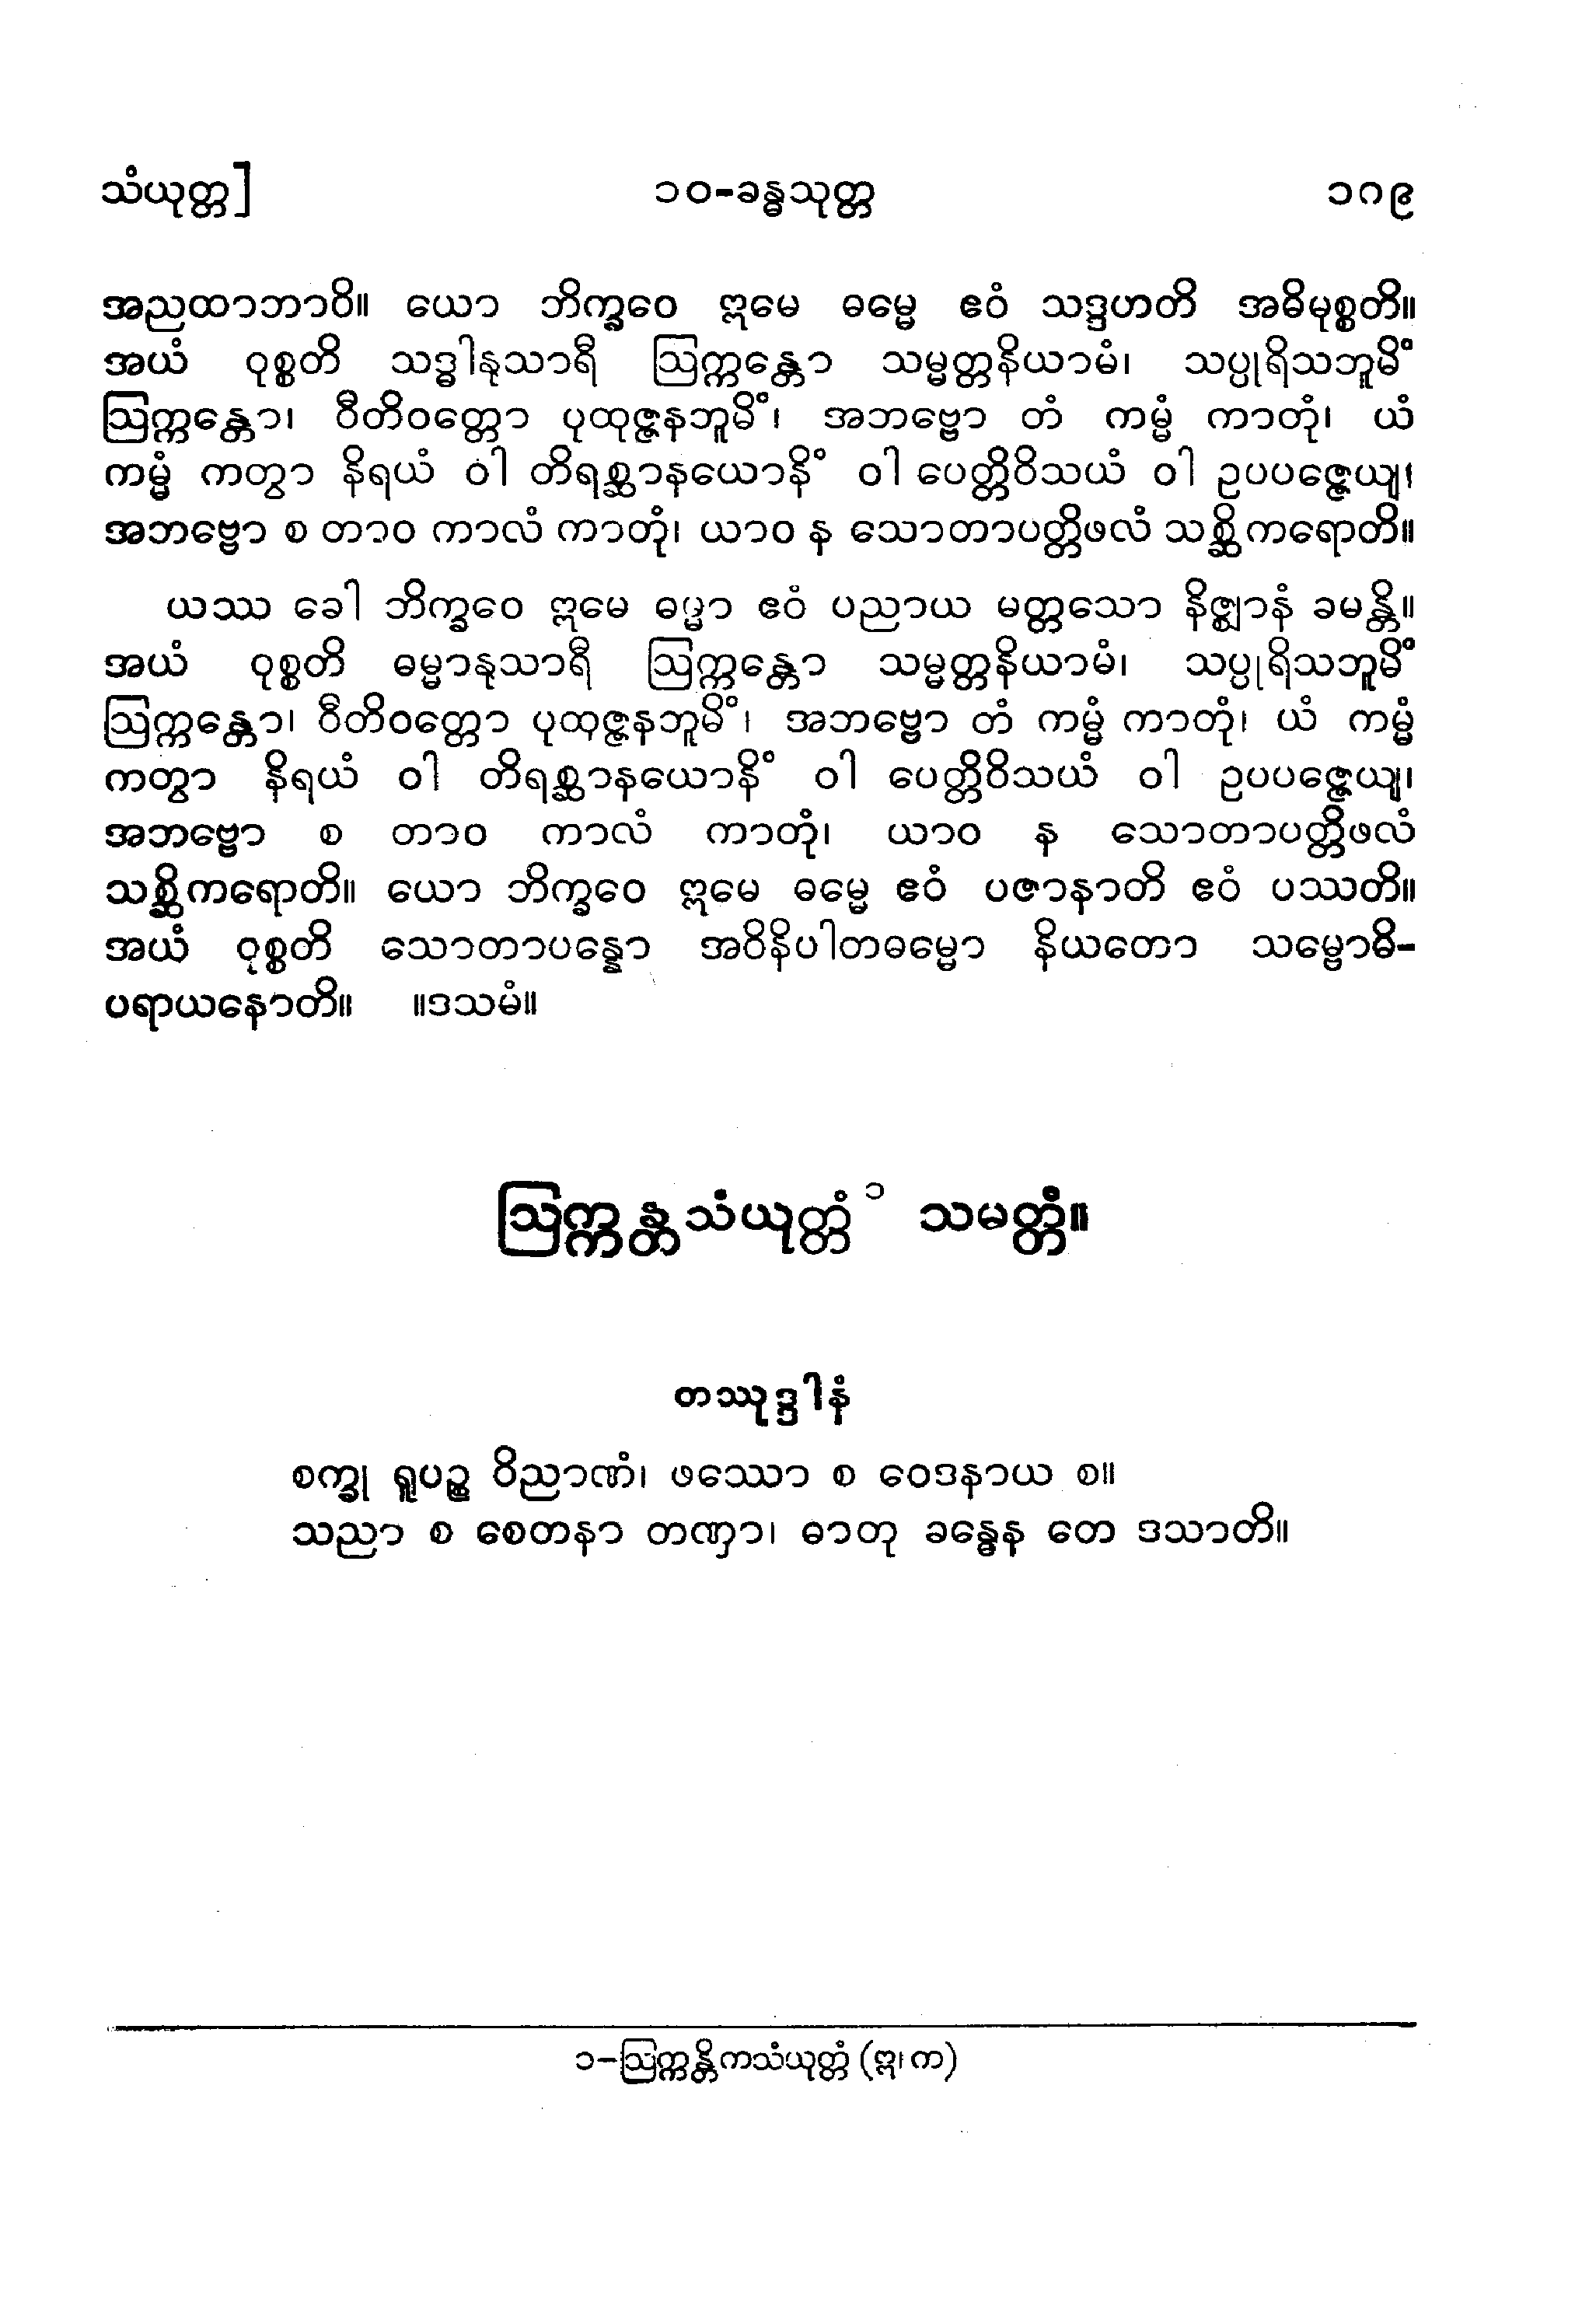 သံယုတ္တ] ၁၀-ခန္ဓသုတ္တ ၁၈၉
အညထာဘာဝိ။ ယော ဘိက္ခဝေ ဣမေ ဓမ္မေ ဧဝံ သဒ္ဒဟတိ အဓိမုစ္စတိ။
အယံ ဝုစ္စတိ သဒ္ဓါနုသာရီ ဩက္ကန္တော သမ္မတ္တနိယာမံ၊ သပ္ပုရိသဘူမိံ
ဩက္ကန္တော၊ ဝီတိဝတ္တော ပုထုဇ္ဇနဘူမိံ၊ အဘဗ္ဗော တံ ကမ္မံ ကာတုံ၊ ယံ
ကမ္မံ ကတွာ နိရယံ ဝါ တိရစ္ဆာနယောနိံ ဝါ ပေတ္တိဝိသယံ ဝါ ဥပပဇ္ဇေယျ၊
အဘဗ္ဗော စ တာဝ ကာလံ ကာတုံ၊ ယာဝ န သောတာပတ္တိဖလံ သစ္ဆိကရောတိ။
ယဿ ခေါ ဘိက္ခဝေ ဣမေ ဓမ္မာ ဧဝံ ပညာယ မတ္တသော နိဇ္ဈာနံ ခမန္တိ။
အယံ ဝုစ္စတိ ဓမ္မာနုသာရီ ဩက္ကန္တော သမ္မတ္တနိယာမံ၊ သပ္ပုရိသဘူမိံ
ဩက္ကန္တော၊ ဝီတိဝတ္တော ပုထုဇ္ဇနဘူမိံ၊ အဘဗ္ဗော တံ ကမ္မံ ကာတုံ၊ ယံ ကမ္မံ
ကတွာ နိရယံ ဝါ တိရစ္ဆာနယောနိံ ဝါ ပေတ္တိဝိသယံ ဝါ ဥပပဇ္ဇေယျ၊
အဘဗ္ဗော စ တာဝ ကာလံ ကာတုံ၊ ယာဝ န သောတာပတ္တိဖလံ
သစ္ဆိကရောတိ။ ယော ဘိက္ခဝေ ဣမေ ဓမ္မေ ဧဝံ ပဇာနာတိ ဧဝံ ပဿတိ။
အယံ ဝုစ္စတိ သောတာပန္နော အဝိနိပါတဓမ္မော နိယတော သမ္ဗောဓိ-
ပရာယနောတိ။ ။ဒသမံ။
ဩက္ကန္တသံယုတ္တံ ၁ သမတ္တံ။
တဿုဒ္ဒါနံ
စက္ခု ရူပဉ္စ ဝိညာဏံ၊ ဖဿော စ ဝေဒနာယ စ။
သညာ စ စေတနာ တဏှာ၊ ဓာတု ခန္ဓေန တေ ဒသာတိ။
၁-ဩက္ကန္တိကသံယုတ္တံ (ဣ၊ က)